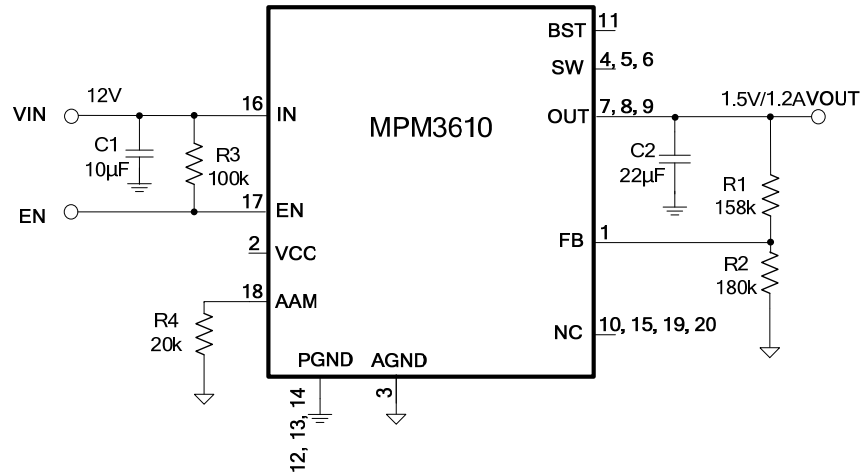 BST
11
SW
4, 5, 6
VIN
12V
16
IN
MPM3610
OUT
7, 8, 9
1.5V/1.2A
VOUT
C1
10µF
R3
100k
C2
22µF
R1
158k
EN
17
EN
FB
1
2
VCC
R2
180k
18
AAM
R4
20k
NC
10, 15, 19, 20
PGND
AGND
12, 13, 14
3